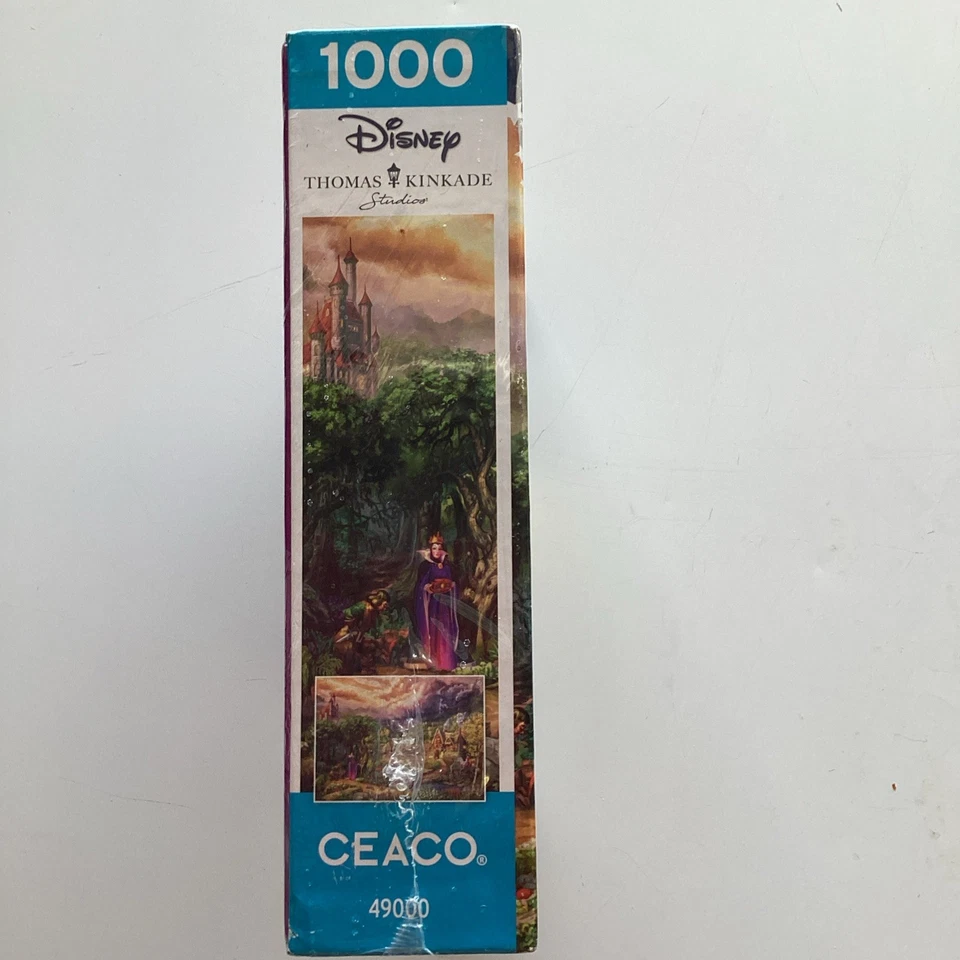 1000
Disney
THOMAS KINKADE
Studios
CEACO®
49000